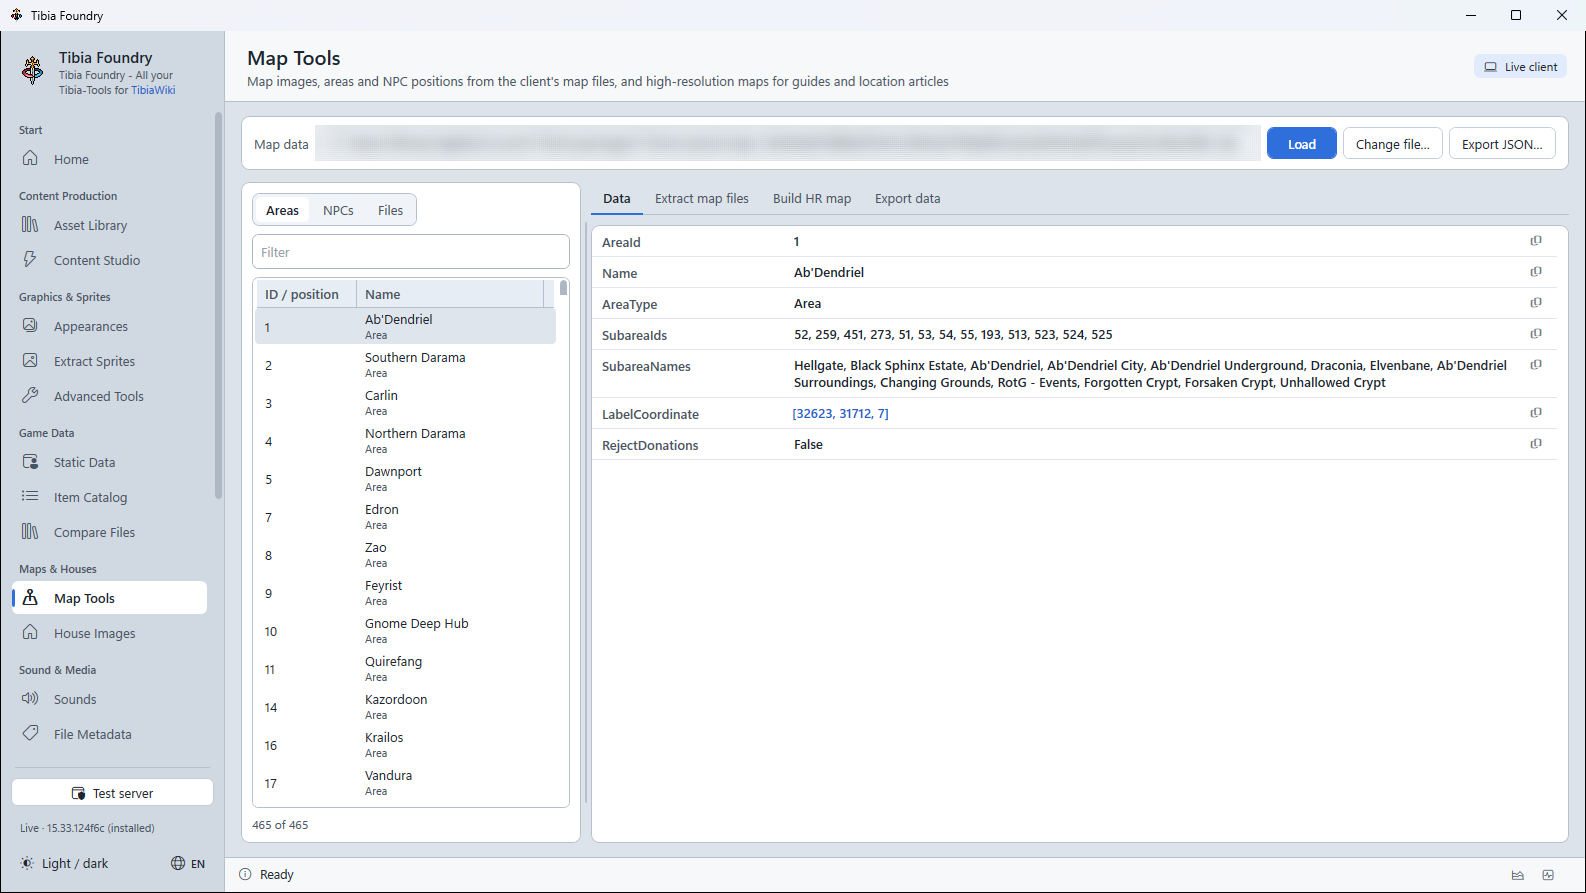 Tibia Foundry
Tibia Foundry
Tibia Foundry - All your
Tibia-Tools for TibiaWiki
Start
Home
Content Production
Asset Library
Content Studio
Graphics & Sprites
Appearances
Extract Sprites
Advanced Tools
Game Data
Static Data
Item Catalog
Compare Files
Maps & Houses
Map Tools
House Images
Sound & Media
Sounds
File Metadata
Test server
Live · 15.33.124f6c (installed)
Light / dark
EN
Map Tools
Map images, areas and NPC positions from the client's map files, and high-resolution maps for guides and location articles
Live client
Map data
Load
Change file...
Export JSON...
Areas
NPCs
Files
Filter
ID / position
Name
1
Ab'Dendriel
Area
2
Southern Darama
Area
3
Carlin
Area
4
Northern Darama
Area
5
Dawnport
Area
7
Edron
Area
8
Zao
Area
9
Feyrist
Area
10
Gnome Deep Hub
Area
11
Quirefang
Area
14
Kazordoon
Area
16
Krailos
Area
17
Vandura
Area
465 of 465
Data
Extract map files
Build HR map
Export data
AreaId
1
Name
Ab'Dendriel
AreaType
Area
SubareaIds
52, 259, 451, 273, 51, 53, 54, 55, 193, 513, 523, 524, 525
SubareaNames
Hellgate, Black Sphinx Estate, Ab'Dendriel, Ab'Dendriel City, Ab'Dendriel Underground, Draconia, Elvenbane, Ab'Dendriel
Surroundings, Changing Grounds, RotG - Events, Forgotten Crypt, Forsaken Crypt, Unhallowed Crypt
LabelCoordinate
[32623, 31712, 7]
RejectDonations
False
Ready